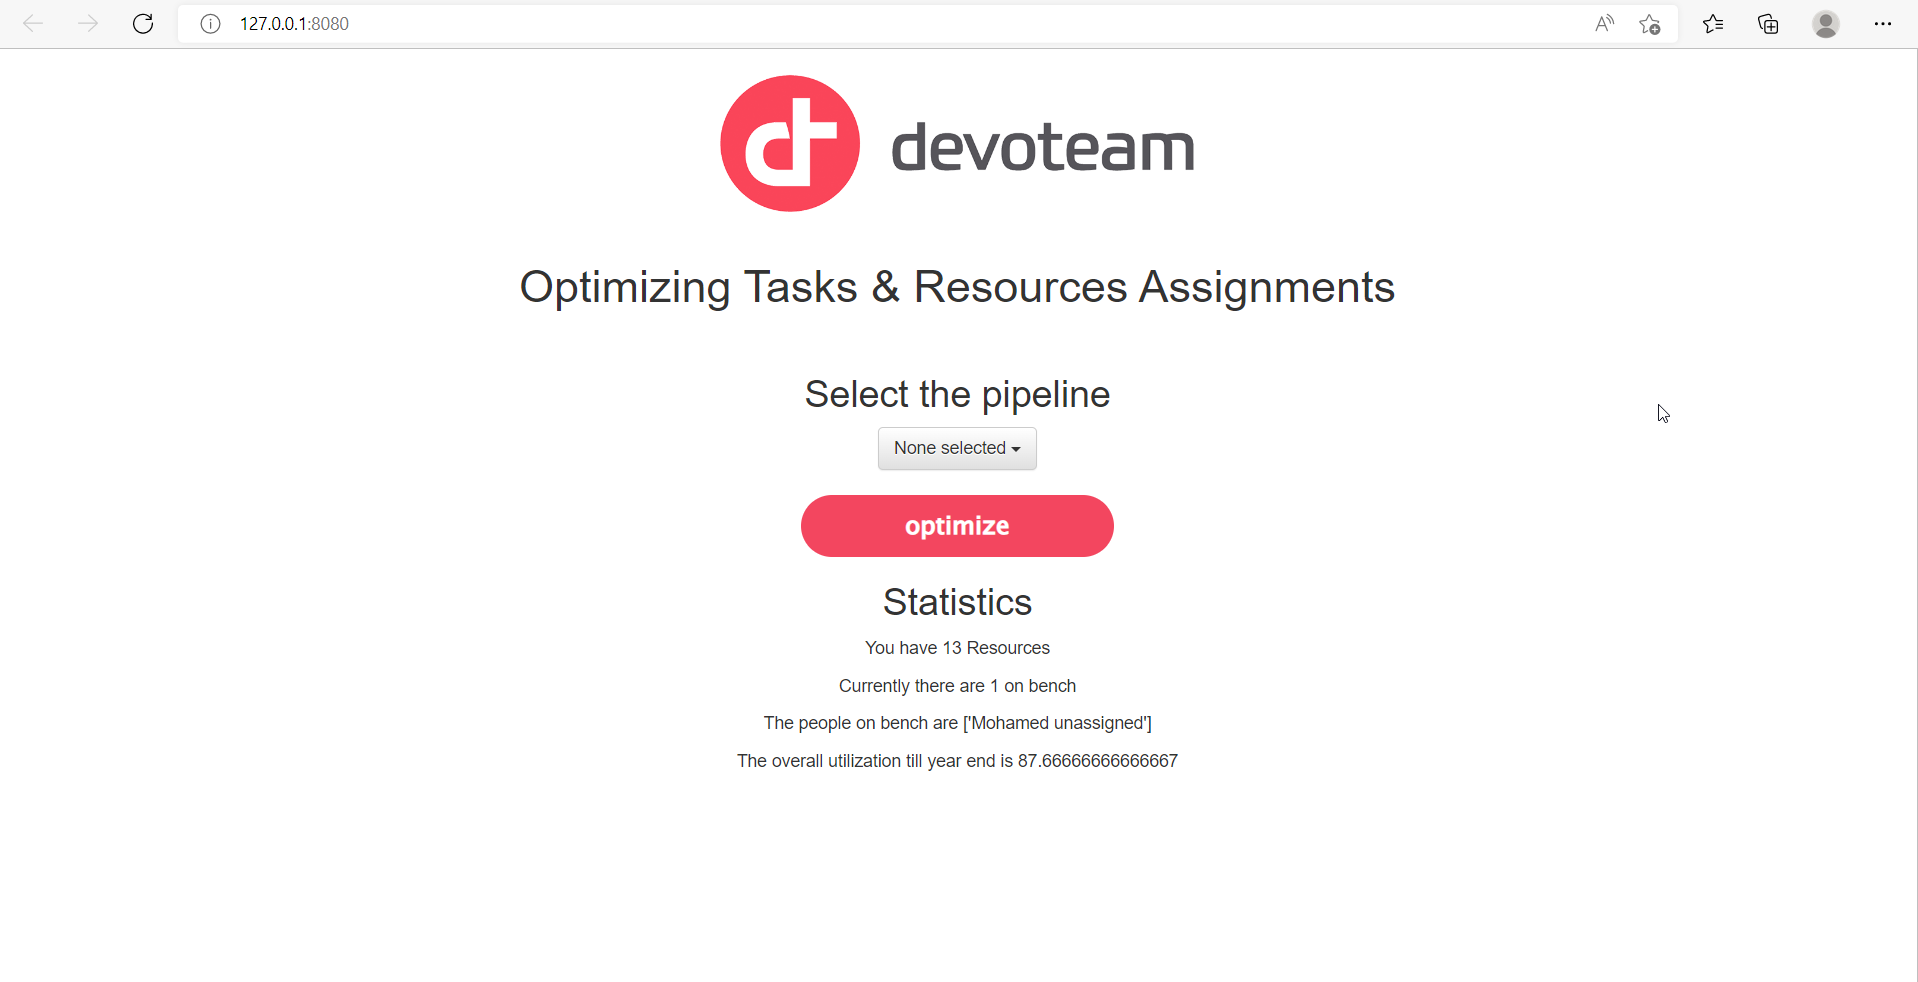 127.0.0.1:8080
devoteam
Optimizing Tasks & Resources Assignments
Select the pipeline
None selected
optimize
Statistics
You have 13 Resources
Currently there are 1 on bench
The people on bench are ['Mohamed unassigned']
The overall utilization till year end is 87.66666666666667